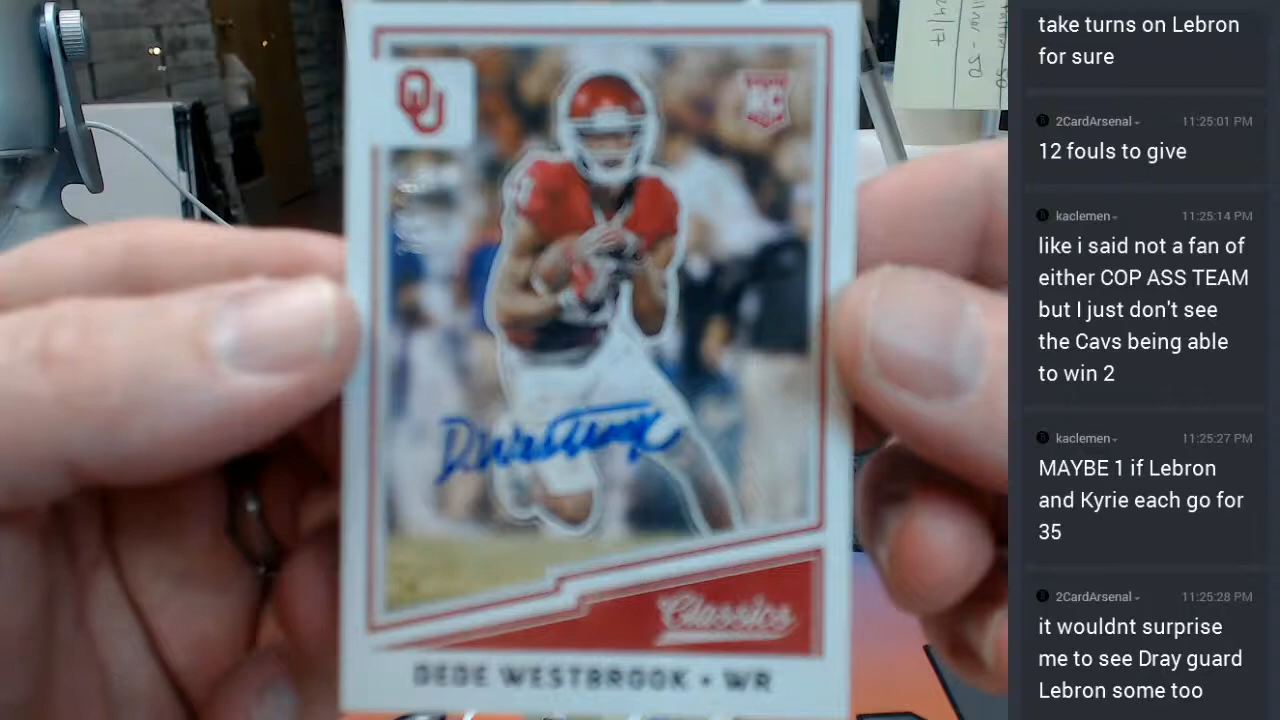 OU
RC
D.Westbrook
Classics
DEDE WESTBROOK • WR
take turns on Lebron
for sure
2CardArsenal 11:25:01 PM
12 fouls to give
kaclemen 11:25:14 PM
like i said not a fan of
either COP ASS TEAM
but I just don't see
the Cavs being able
to win 2
kaclemen 11:25:27 PM
MAYBE 1 if Lebron
and Kyrie each go for
35
2CardArsenal 11:25:28 PM
it wouldnt surprise
me to see Dray guard
Lebron some too